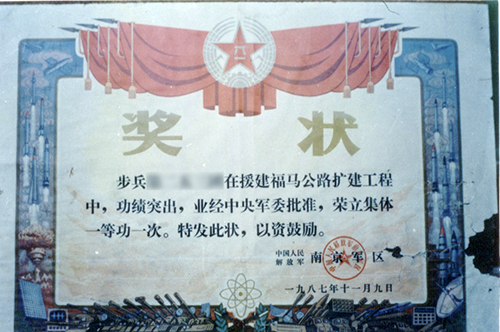 奖状
步兵 在援建福马公路扩建工程
中，功绩突出，业经中央军委批准，荣立集体
一等功一次。特发此状，以资鼓励。
中国人民
解放军 南京军区
一九八七年十一月九日